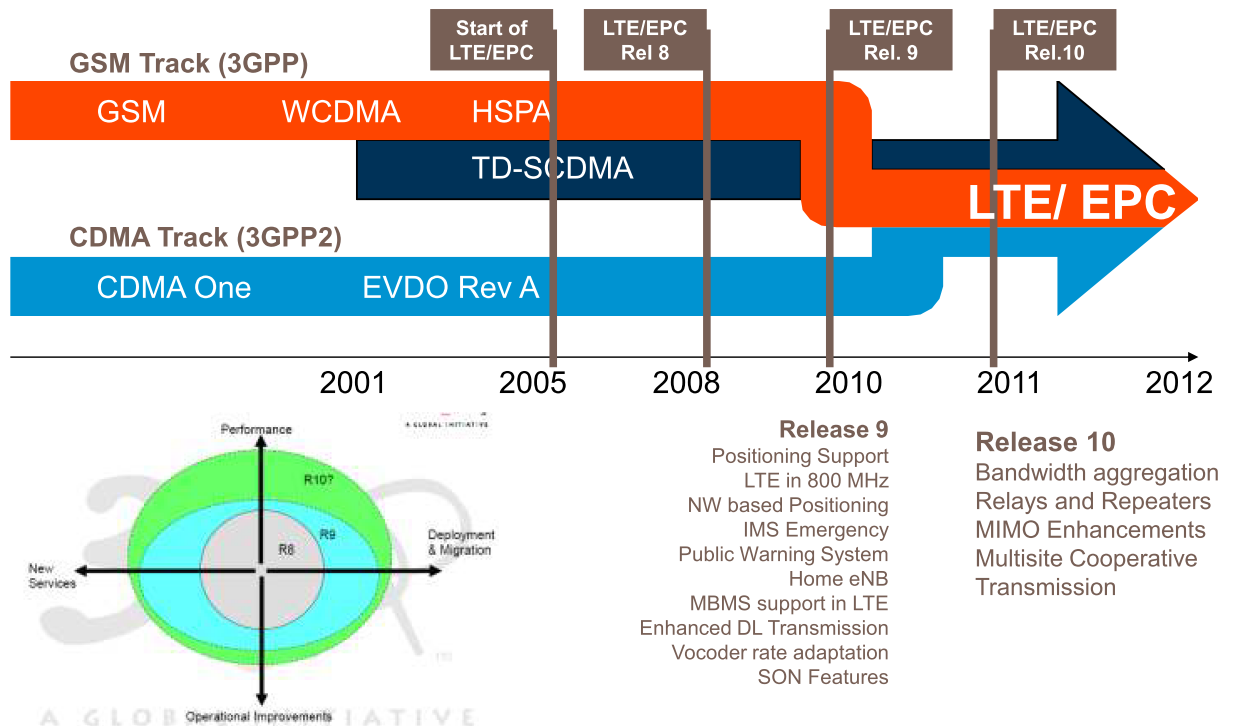 Start of
LTE/EPC
LTE/EPC
Rel 8
LTE/EPC
Rel. 9
LTE/EPC
Rel.10
GSM Track (3GPP)
GSM WCDMA HSPA
TD-SCDMA
LTE/ EPC
CDMA Track (3GPP2)
CDMA One EVDO Rev A
2001 2005 2008 2010 2011 2012
A GLOBAL INITIATIVE
Performance
R10?
R9
R8
Deployment
& Migration
New
Services
Operational Improvements
A GLOBAL INITIATIVE
Release 9
Positioning Support
LTE in 800 MHz
NW based Positioning
IMS Emergency
Public Warning System
Home eNB
MBMS support in LTE
Enhanced DL Transmission
Vocoder rate adaptation
SON Features
Release 10
Bandwidth aggregation
Relays and Repeaters
MIMO Enhancements
Multisite Cooperative
Transmission